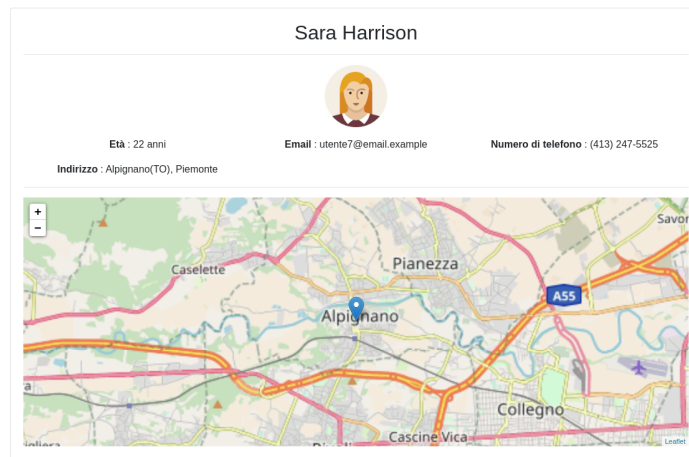 Sara Harrison
Età : 22 anni
Email : utente7@email.example
Numero di telefono : (413) 247-5525
Indirizzo : Alpignano(TO), Piemonte
+
−
Savon
Caselette
Pianezza
A55
Alpignano
Collegno
Cascine Vica
Leaflet